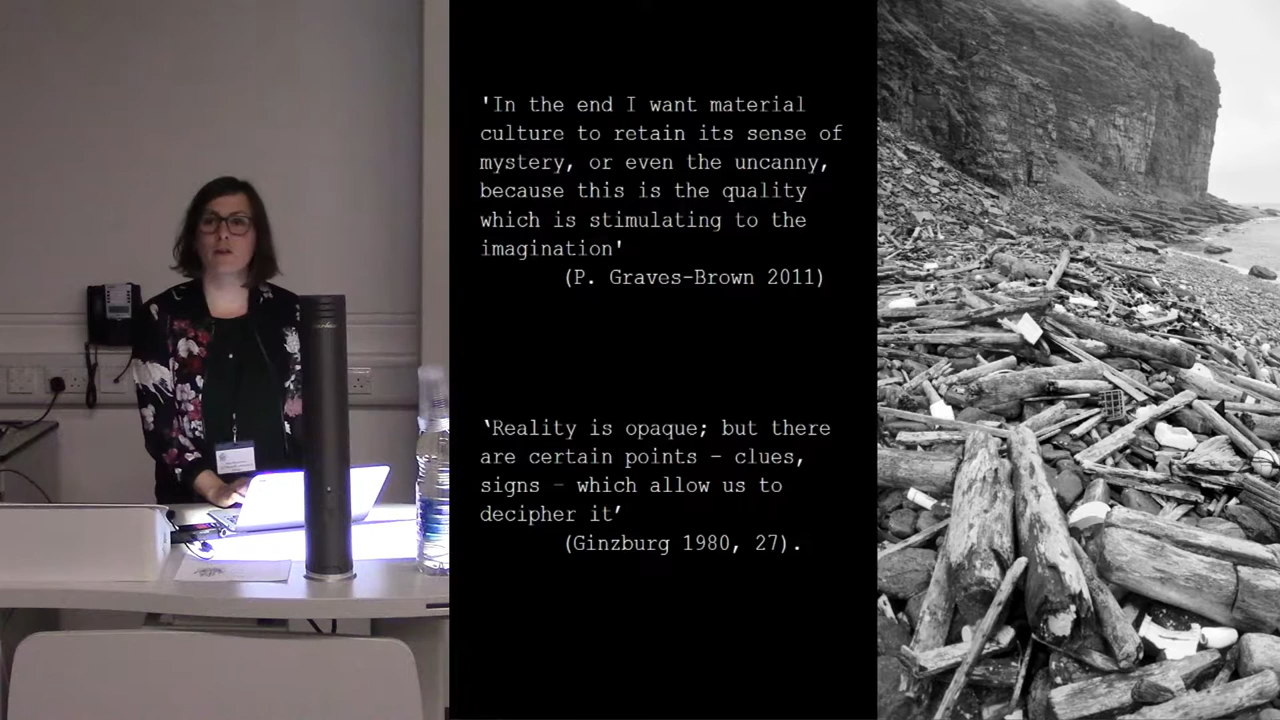 'In the end I want material
culture to retain its sense of
mystery, or even the uncanny,
because this is the quality
which is stimulating to the
imagination'
(P. Graves-Brown 2011)
'Reality is opaque; but there
are certain points – clues,
signs – which allow us to
decipher it’
(Ginzburg 1980, 27).